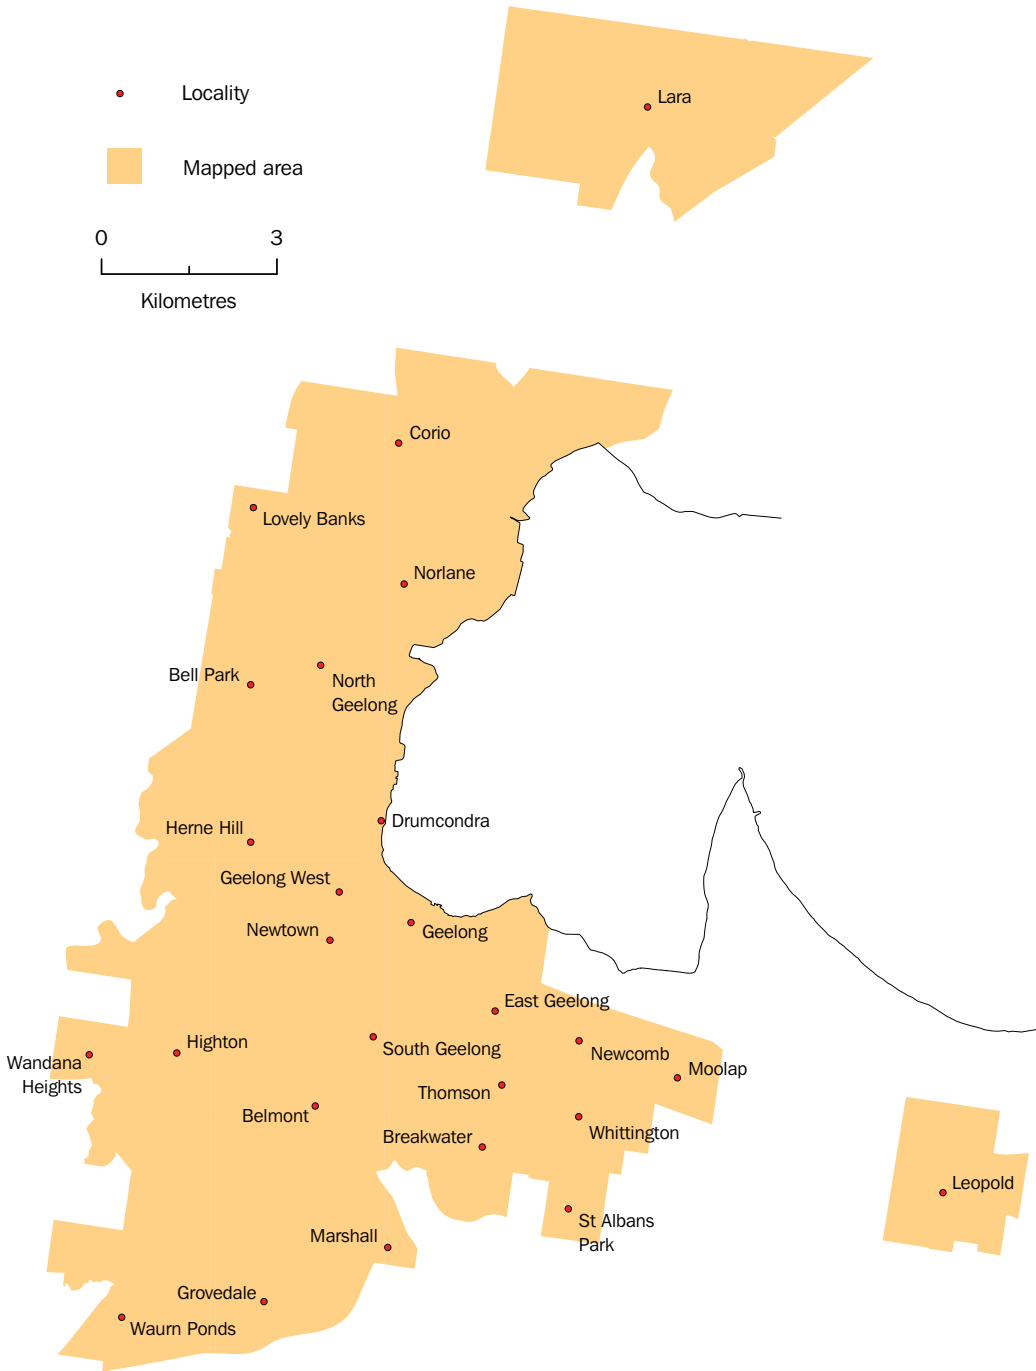 Lara
Locality
Mapped area
0 3
Kilometres
Corio
Lovely Banks
Norlane
Bell Park
North
Geelong
Drumcondra
Herne Hill
Geelong West
Newtown
Geelong
East Geelong
Highton
South Geelong
Newcomb
Wandana
Heights
Moolap
Thomson
Belmont
Whittington
Breakwater
Leopold
St Albans
Park
Marshall
Grovedale
Waurn Ponds